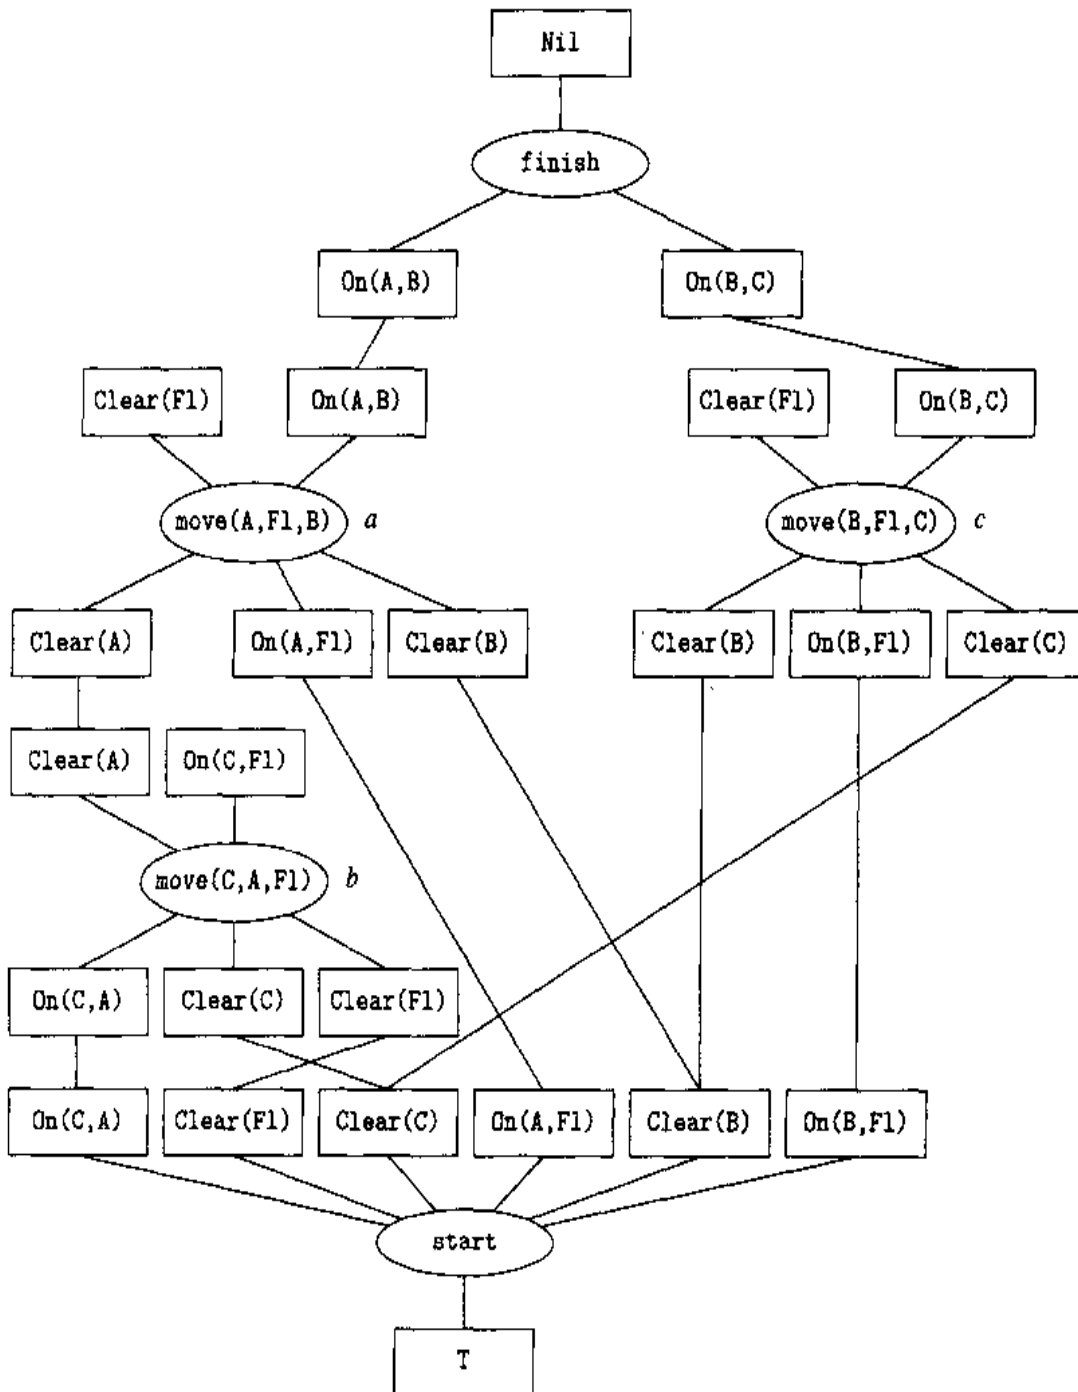 Nil
finish
On(A,B) On(B,C)
Clear(Fl) On(A,B) Clear(Fl) On(B,C)
move(A,Fl,B) a move(B,Fl,C) c
Clear(A) On(A,Fl) Clear(B) Clear(B) On(B,Fl) Clear(C)
Clear(A) On(C,Fl)
move(C,A,Fl) b
On(C,A) Clear(C) Clear(Fl)
On(C,A) Clear(Fl) Clear(C) On(A,Fl) Clear(B) On(B,Fl)
start
T